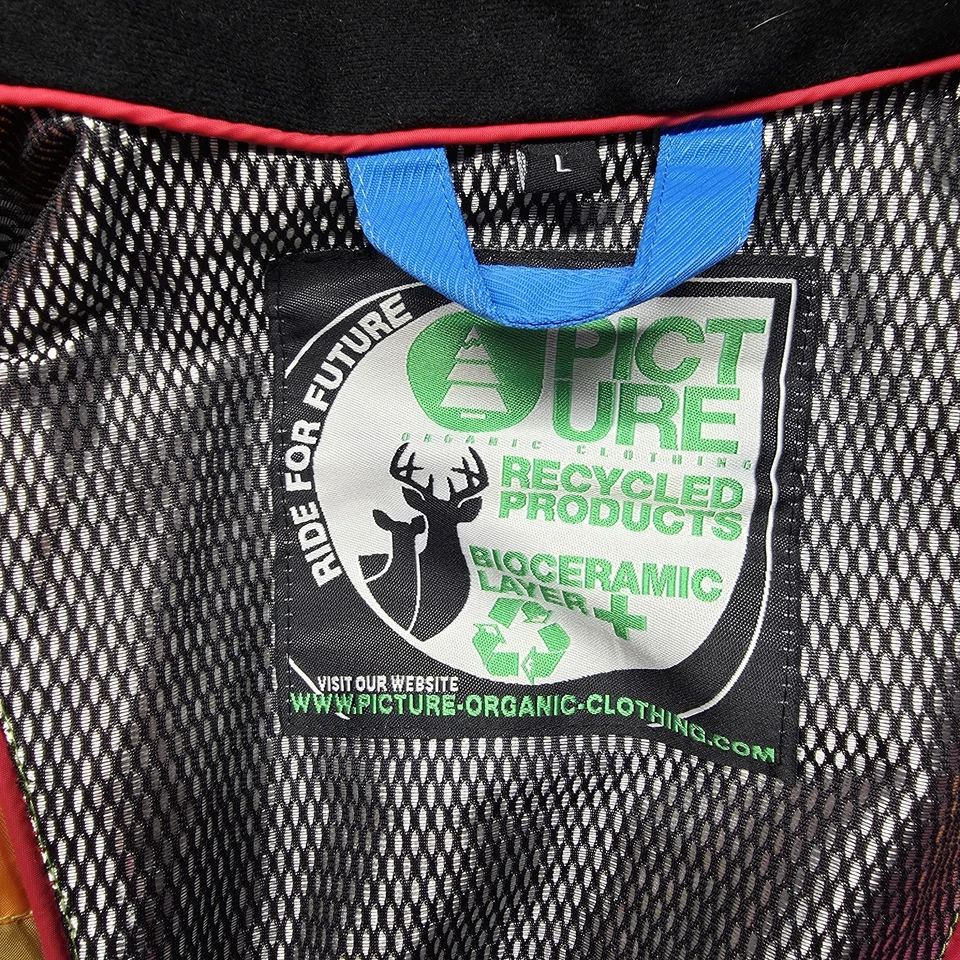 L
RIDE FOR FUTURE
PICT
URE
ORGANIC CLOTHING
RECYCLED
PRODUCTS
BIOCERAMIC
LAYER +
VISIT OUR WEBSITE
WWW.PICTURE-ORGANIC-CLOTHING.COM